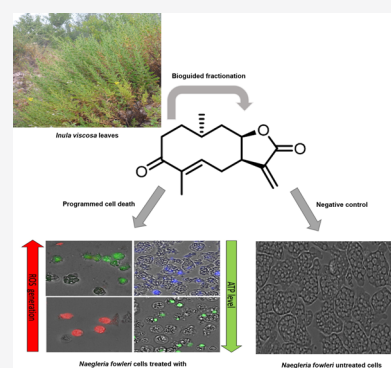 Bioguided fractionation
Inula viscosa leaves
O
O
O
Programmed cell death
Negative control
ROS generation
ATP level
Naegleria fowleri cells treated with
Naegleria fowleri untreated cells